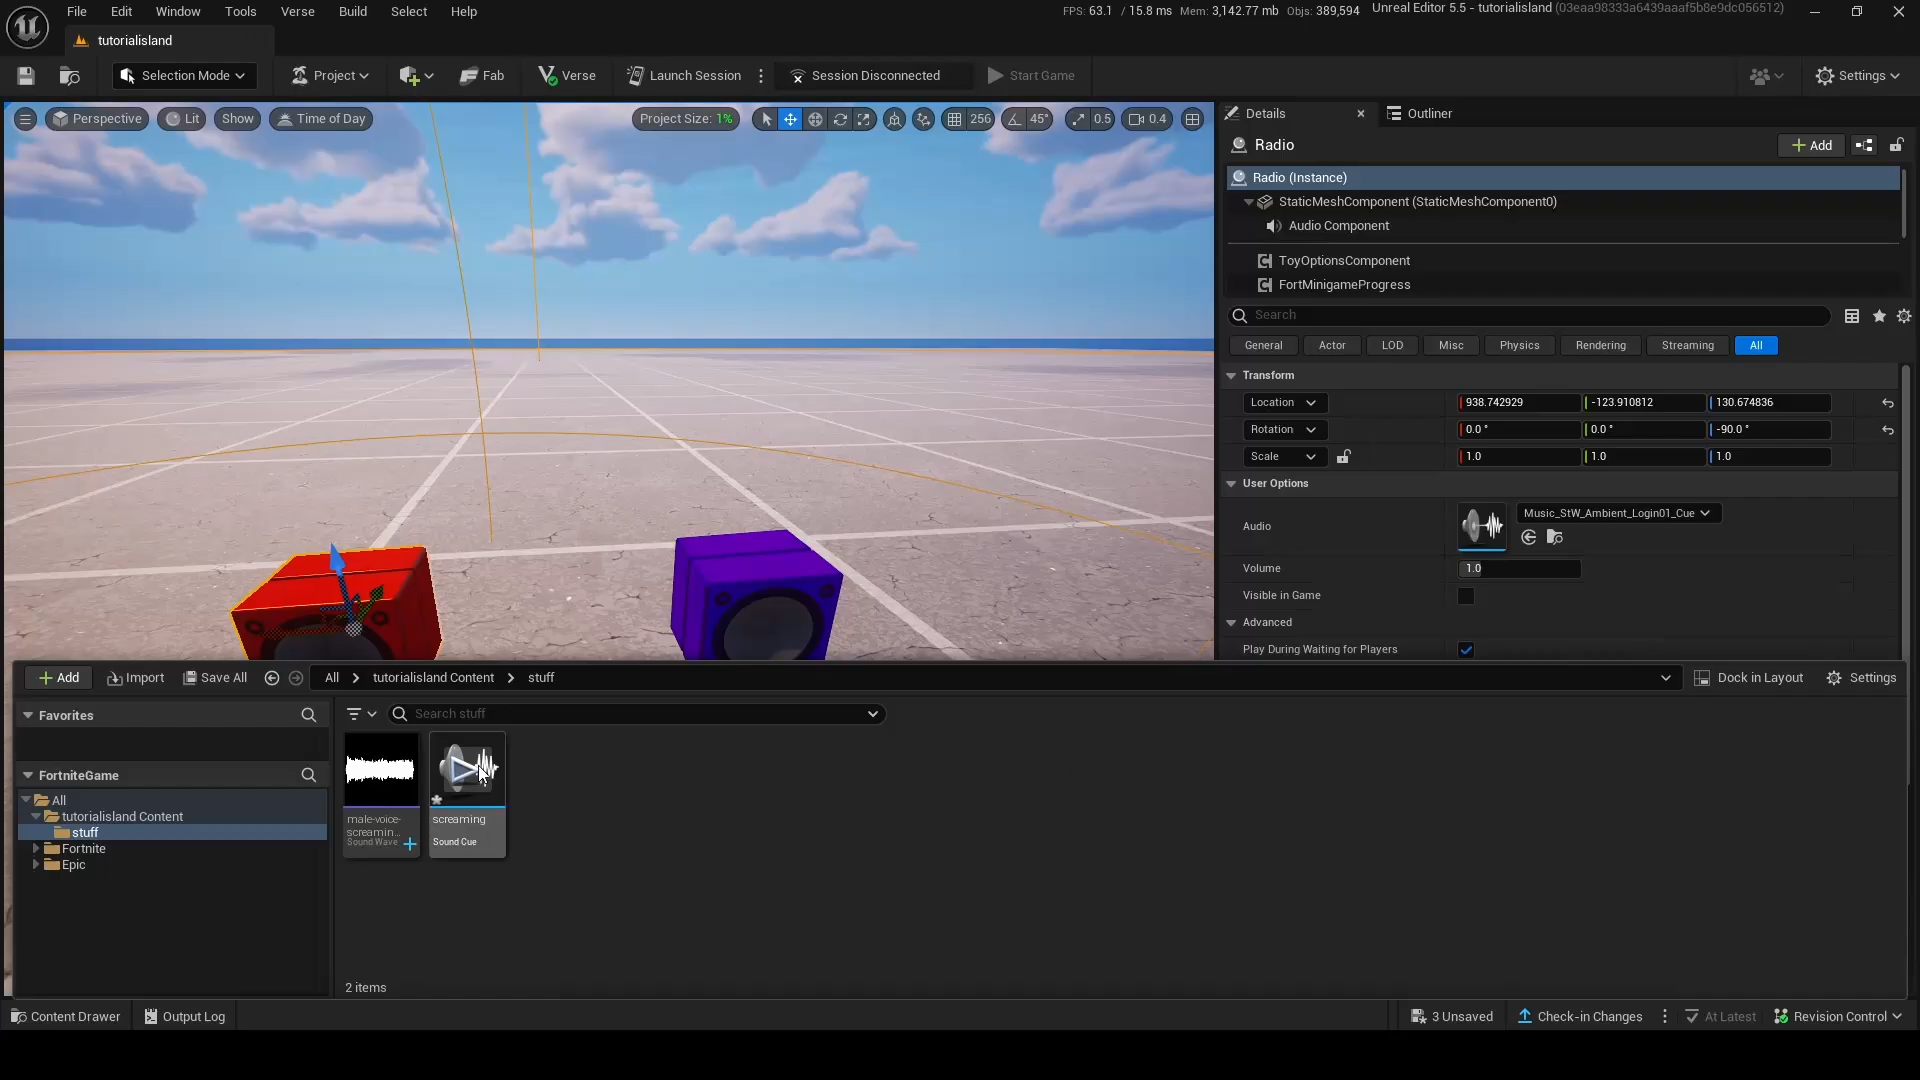 File Edit Window Tools Verse Build Select Help
FPS: 63.1 / 15.8 ms Mem: 3,142.77 mb Objs: 389,594 Unreal Editor 5.5 - tutorialisland (03eaa98333a6439aaaf5b8e9dc056512)
tutorialisland
Selection Mode Project Fab Verse Launch Session Session Disconnected Start Game Settings
Perspective Lit Show Time of Day Project Size: 1% 256 45° 0.5 0.4
Details Outliner
Radio Add
Radio (Instance)
StaticMeshComponent (StaticMeshComponent0)
Audio Component
ToyOptionsComponent
FortMinigameProgress
Search
General Actor LOD Misc Physics Rendering Streaming All
Transform
Location 938.742929 -123.910812 130.674836
Rotation 0.0 ° 0.0 ° -90.0 °
Scale 1.0 1.0 1.0
User Options
Audio Music_StW_Ambient_Login01_Cue
Volume 1.0
Visible in Game
Advanced
Play During Waiting for Players
Add Import Save All All tutorialisland Content stuff Dock in Layout Settings
Favorites
Search stuff
FortniteGame
All
tutorialisland Content
stuff
Fortnite
Epic
male-voice-
screamin...
Sound Wave
screaming
Sound Cue
2 items
Content Drawer Output Log 3 Unsaved Check-in Changes At Latest Revision Control